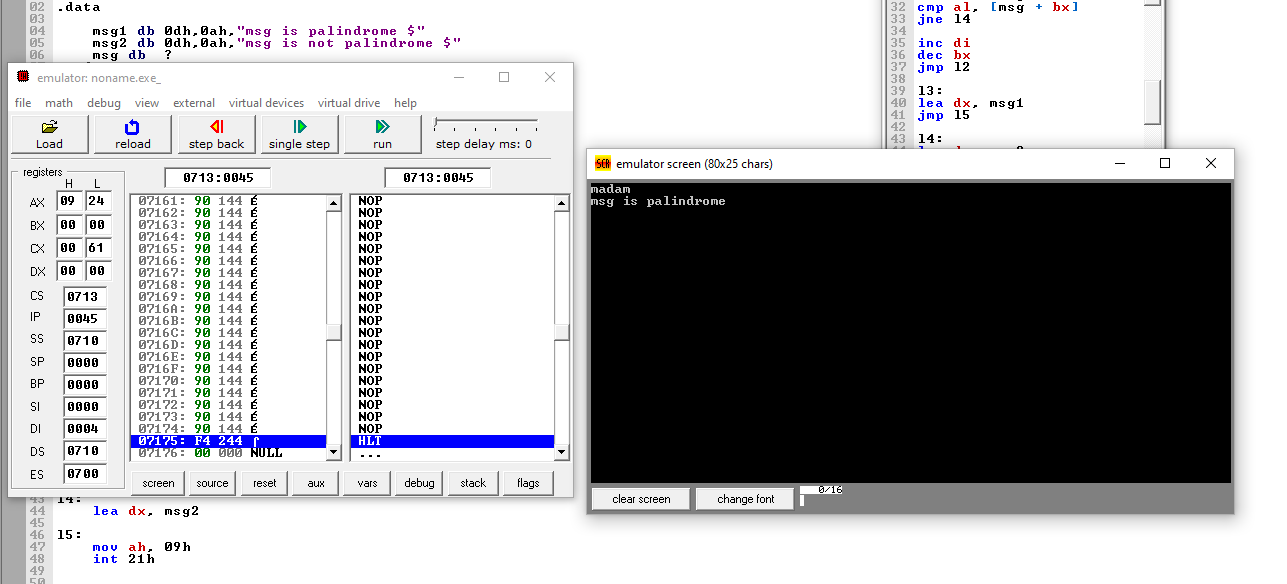 02 .data
03
04 msg1 db 0dh,0ah,"msg is palindrome $"
05 msg2 db 0dh,0ah,"msg is not palindrome $"
06 msg db ?
32 cmp al, [msg + bx]
33 jne l4
34
35 inc di
36 dec bx
37 jmp l2
38
39 l3:
40 lea dx, msg1
41 jmp l5
42
43 l4:
emulator: noname.exe_
file math debug view external virtual devices virtual drive help
Load reload step back single step run step delay ms: 0
registers
H L
0713:0045 0713:0045
AX 09 24
BX 00 00
CX 00 61
DX 00 00
CS 0713
IP 0045
SS 0710
SP 0000
BP 0000
SI 0000
DI 0004
DS 0710
ES 0700
07161: 90 144 É NOP
07162: 90 144 É NOP
07163: 90 144 É NOP
07164: 90 144 É NOP
07165: 90 144 É NOP
07166: 90 144 É NOP
07167: 90 144 É NOP
07168: 90 144 É NOP
07169: 90 144 É NOP
0716A: 90 144 É NOP
0716B: 90 144 É NOP
0716C: 90 144 É NOP
0716D: 90 144 É NOP
0716E: 90 144 É NOP
0716F: 90 144 É NOP
07170: 90 144 É NOP
07171: 90 144 É NOP
07172: 90 144 É NOP
07173: 90 144 É NOP
07174: 90 144 É NOP
07175: F4 244 ⌠ HLT
07176: 00 000 NULL ...
screen source reset aux vars debug stack flags
emulator screen (80x25 chars)
madam
msg is palindrome
clear screen change font 0/16
43 l4:
44 lea dx, msg2
45
46 l5:
47 mov ah, 09h
48 int 21h
49
50